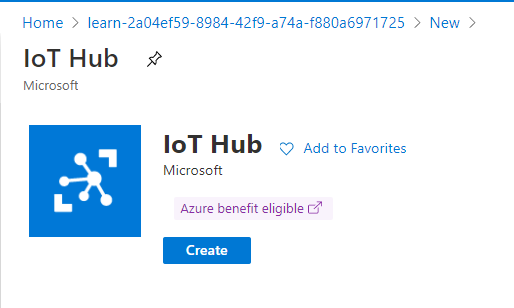 Home > learn-2a04ef59-8984-42f9-a74a-f880a6971725 > New >
IoT Hub
Microsoft
IoT Hub
Add to Favorites
Microsoft
Azure benefit eligible
Create